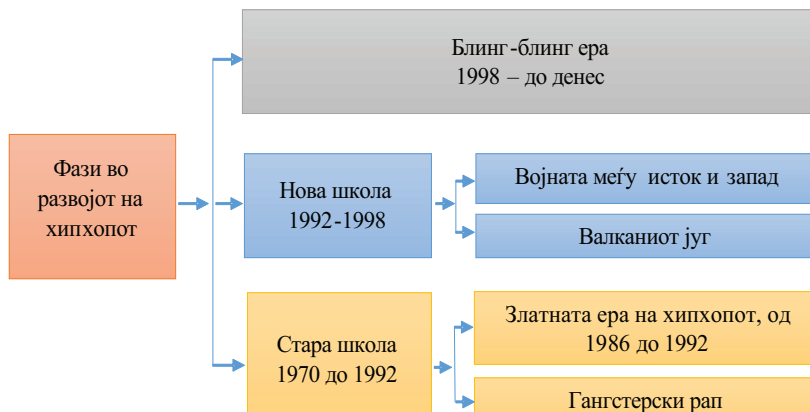 Фази во
развојот на
хипхопот
Блинг-блинг ера
1998 – до денес
Нова школа
1992-1998
Војната меѓу исток и запад
Валканиот југ
Стара школа
1970 до 1992
Златната ера на хипхопот, од
1986 до 1992
Гангстерски рап